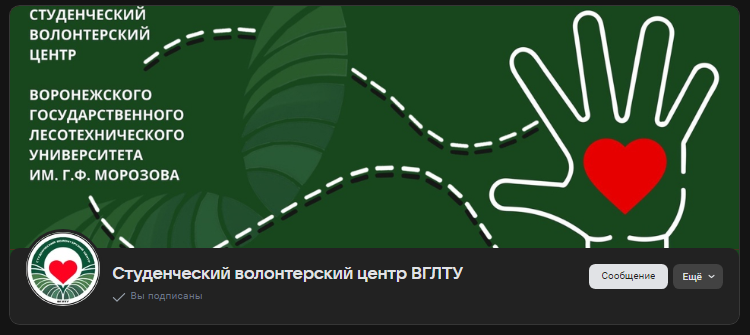 СТУДЕНЧЕСКИЙ
ВОЛОНТЕРСКИЙ
ЦЕНТР
ВОРОНЕЖСКОГО
ГОСУДАРСТВЕННОГО
ЛЕСОТЕХНИЧЕСКОГО
УНИВЕРСИТЕТА
ИМ. Г.Ф. МОРОЗОВА
Студенческий волонтерский центр ВГЛТУ
Вы подписаны
Сообщение
Ещё